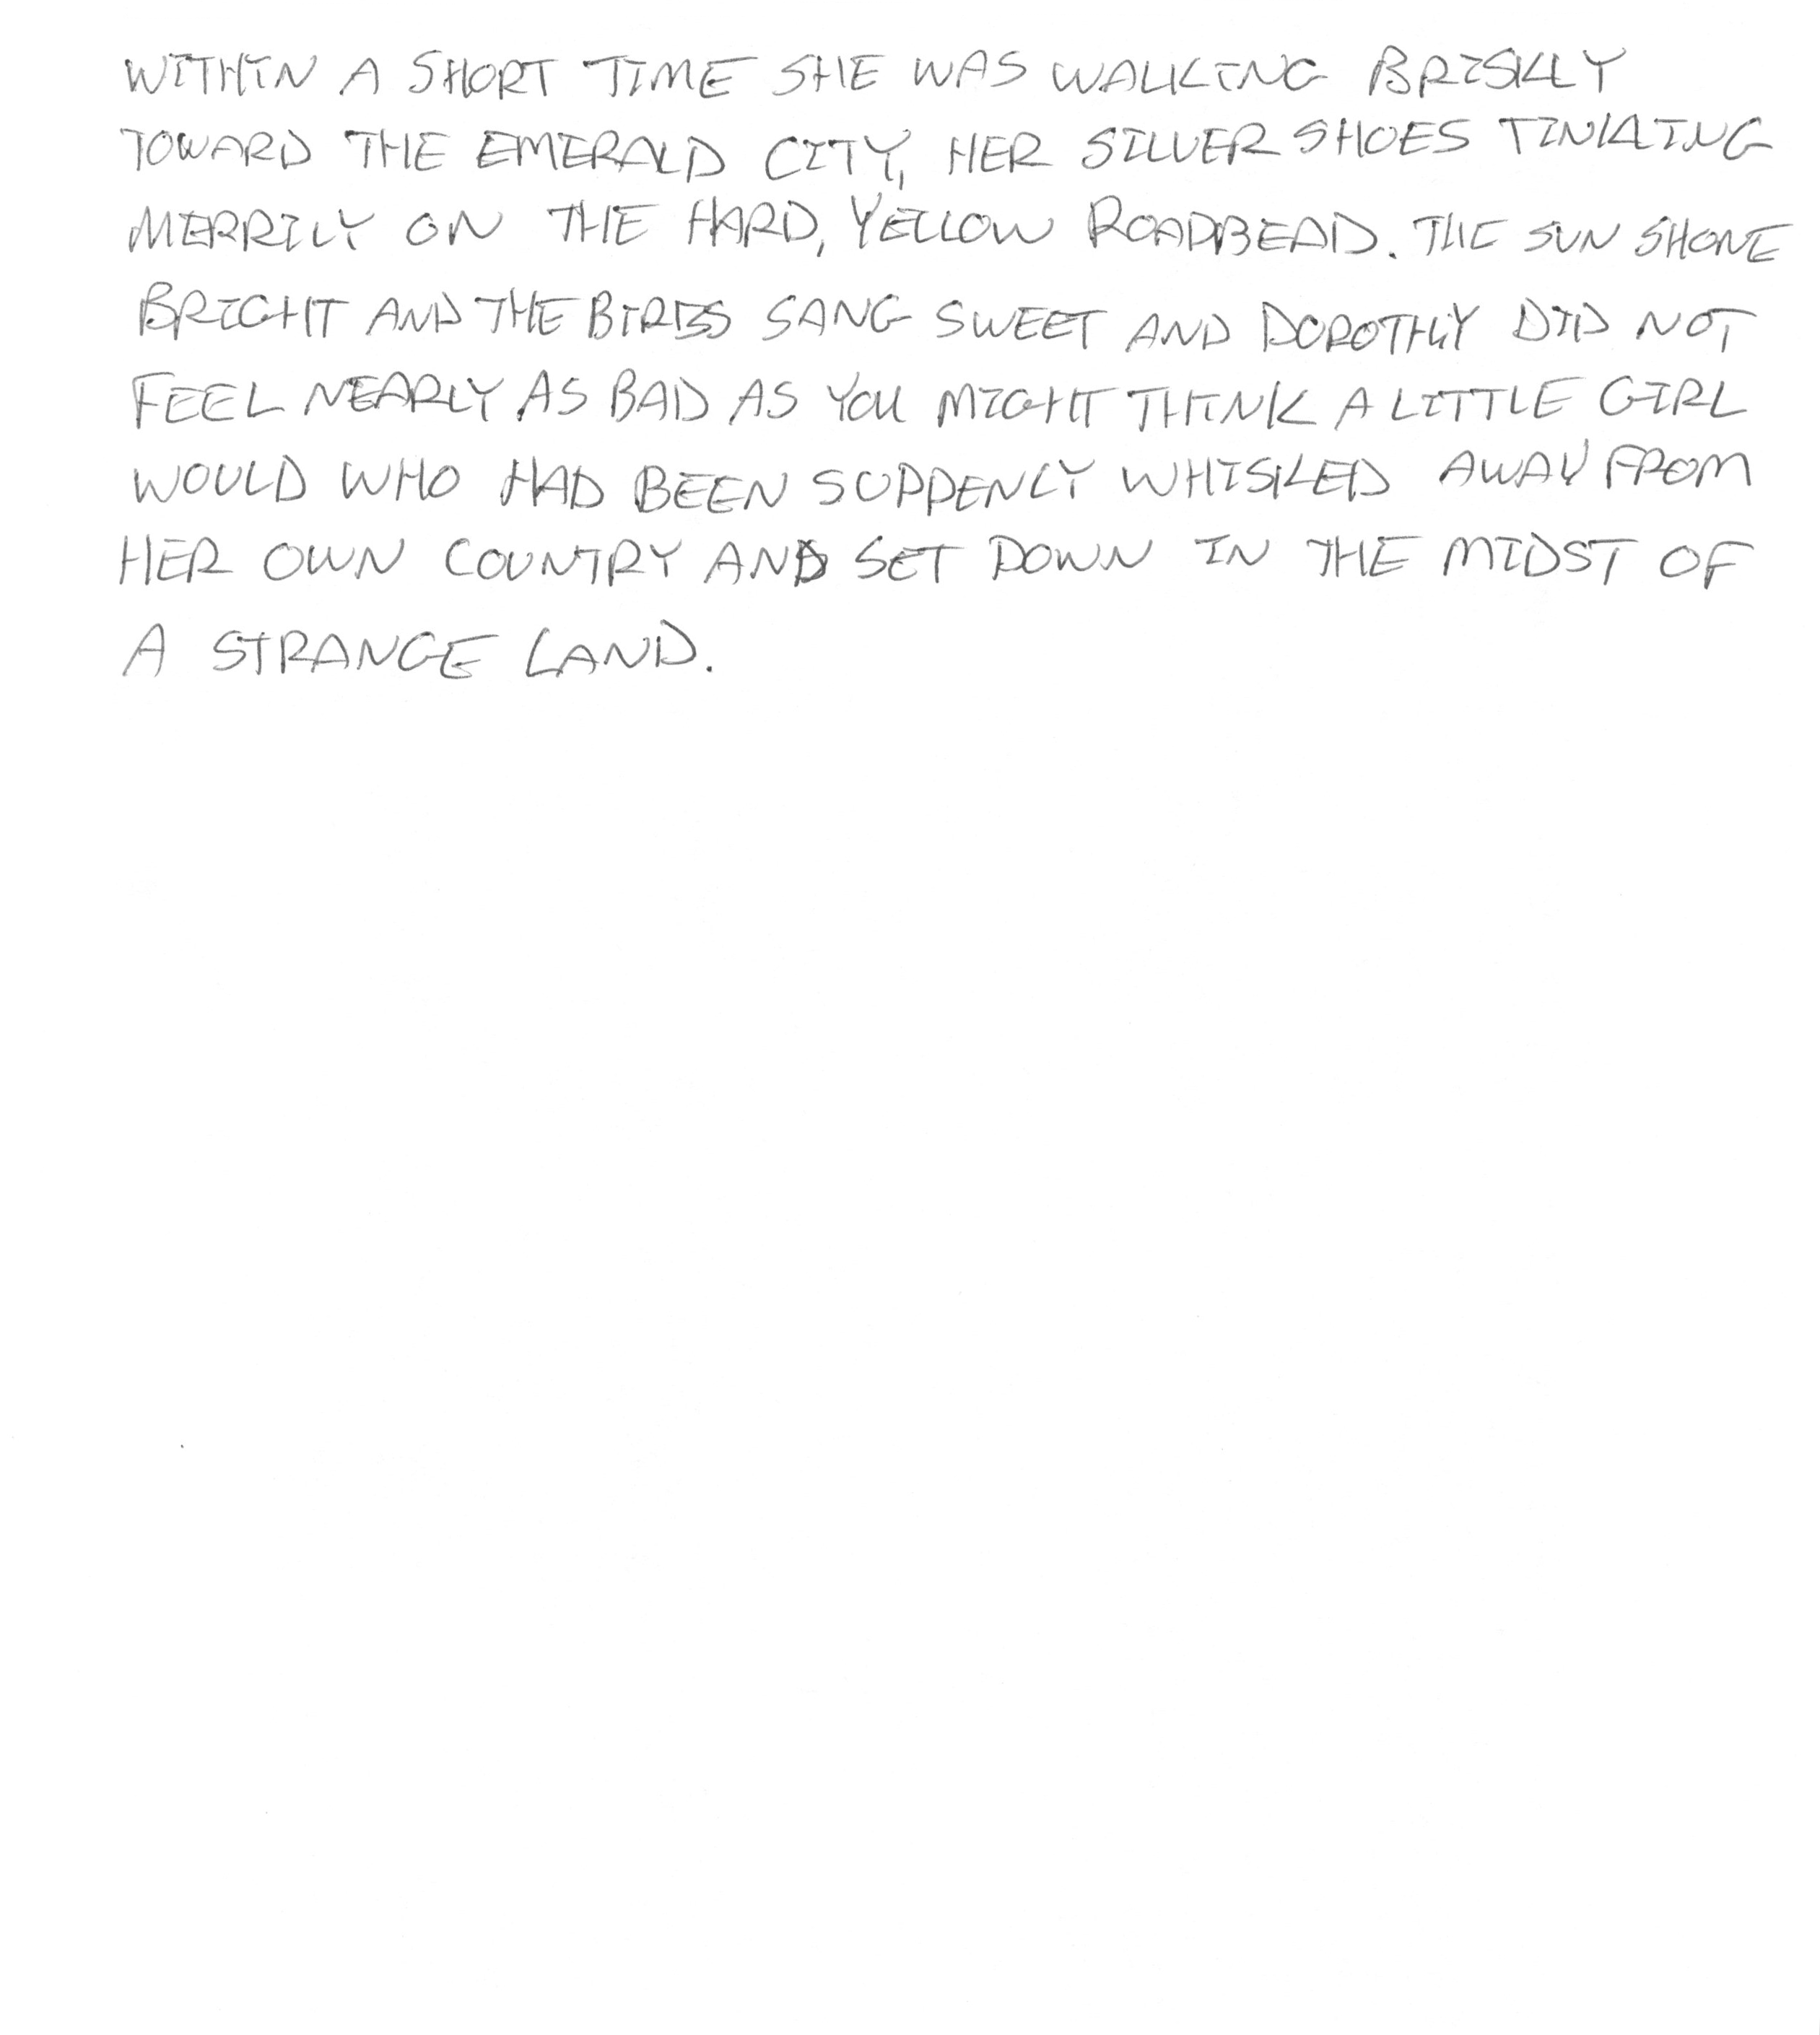 WITHIN A SHORT TIME SHE WAS WALKING BRISKLY
TOWARD THE EMERALD CITY, HER SILVER SHOES TINKLING
MERRILY ON THE HARD, YELLOW ROADBEAD. THE SUN SHONE
BRIGHT AND THE BIRDS SANG SWEET AND DOROTHY DID NOT
FEEL NEARLY AS BAD AS YOU MIGHT THINK A LITTLE GIRL
WOULD WHO HAD BEEN SUDDENLY WHISKED AWAY FROM
HER OWN COUNTRY AND SET DOWN IN THE MIDST OF
A STRANGE LAND.